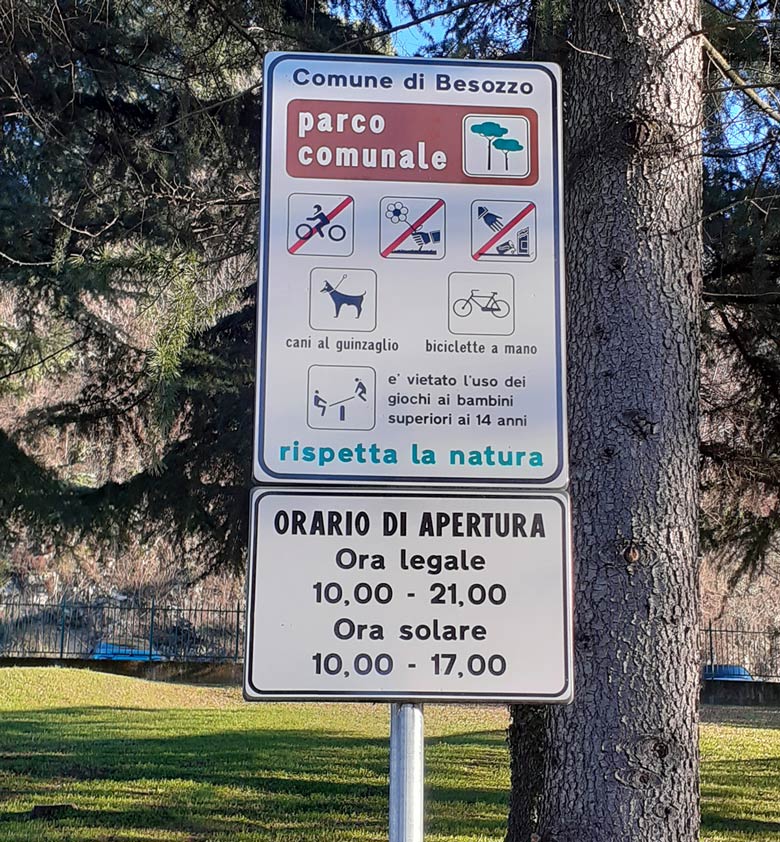 Comune di Besozzo
parco
comunale
cani al guinzaglio
biciclette a mano
e' vietato l'uso dei
giochi ai bambini
superiori ai 14 anni
rispetta la natura
ORARIO DI APERTURA
Ora legale
10,00 - 21,00
Ora solare
10,00 - 17,00